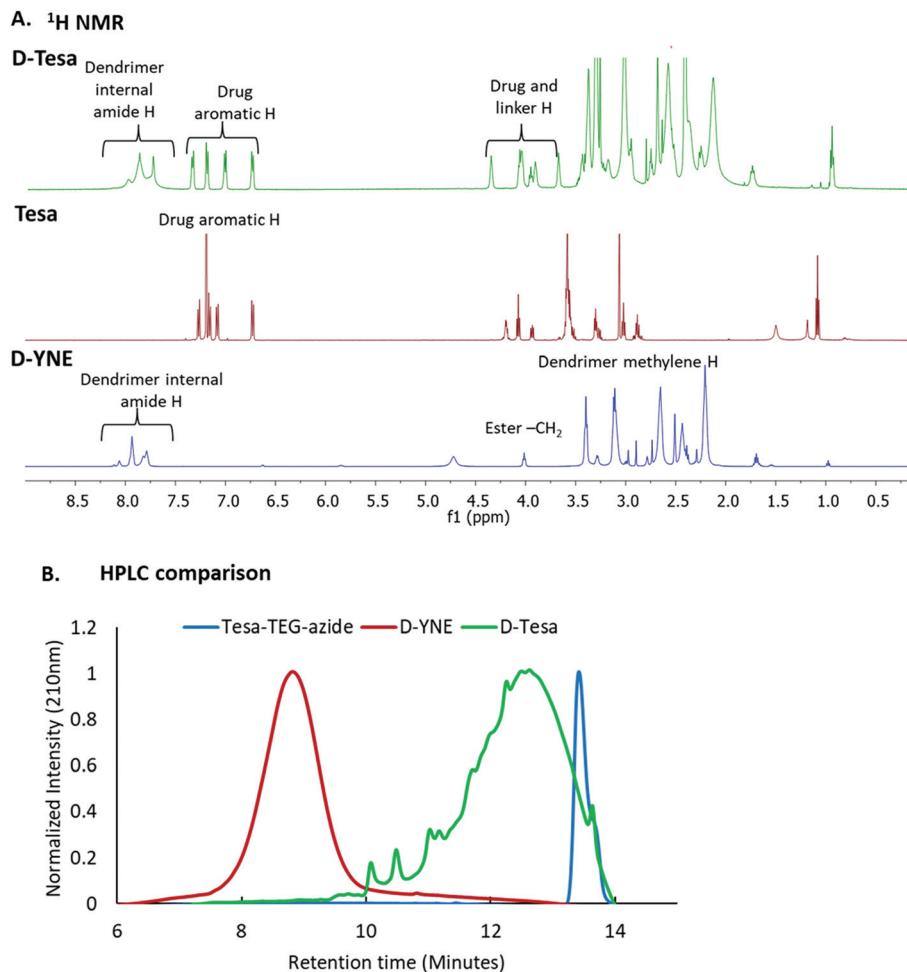 A. ¹H NMR
D-Tesa
Dendrimer
internal
amide H
Drug
aromatic H
Drug and
linker H
Tesa
Drug aromatic H
D-YNE
Dendrimer internal
amide H
Ester –CH₂
Dendrimer methylene H
8.5 8.0 7.5 7.0 6.5 6.0 5.5 5.0 4.5 4.0 3.5 3.0 2.5 2.0 1.5 1.0 0.5
f1 (ppm)
B. HPLC comparison
Tesa-TEG-azide D-YNE D-Tesa
Normalized Intensity (210nm)
1.2
1
0.8
0.6
0.4
0.2
0
6 8 10 12 14
Retention time (Minutes)